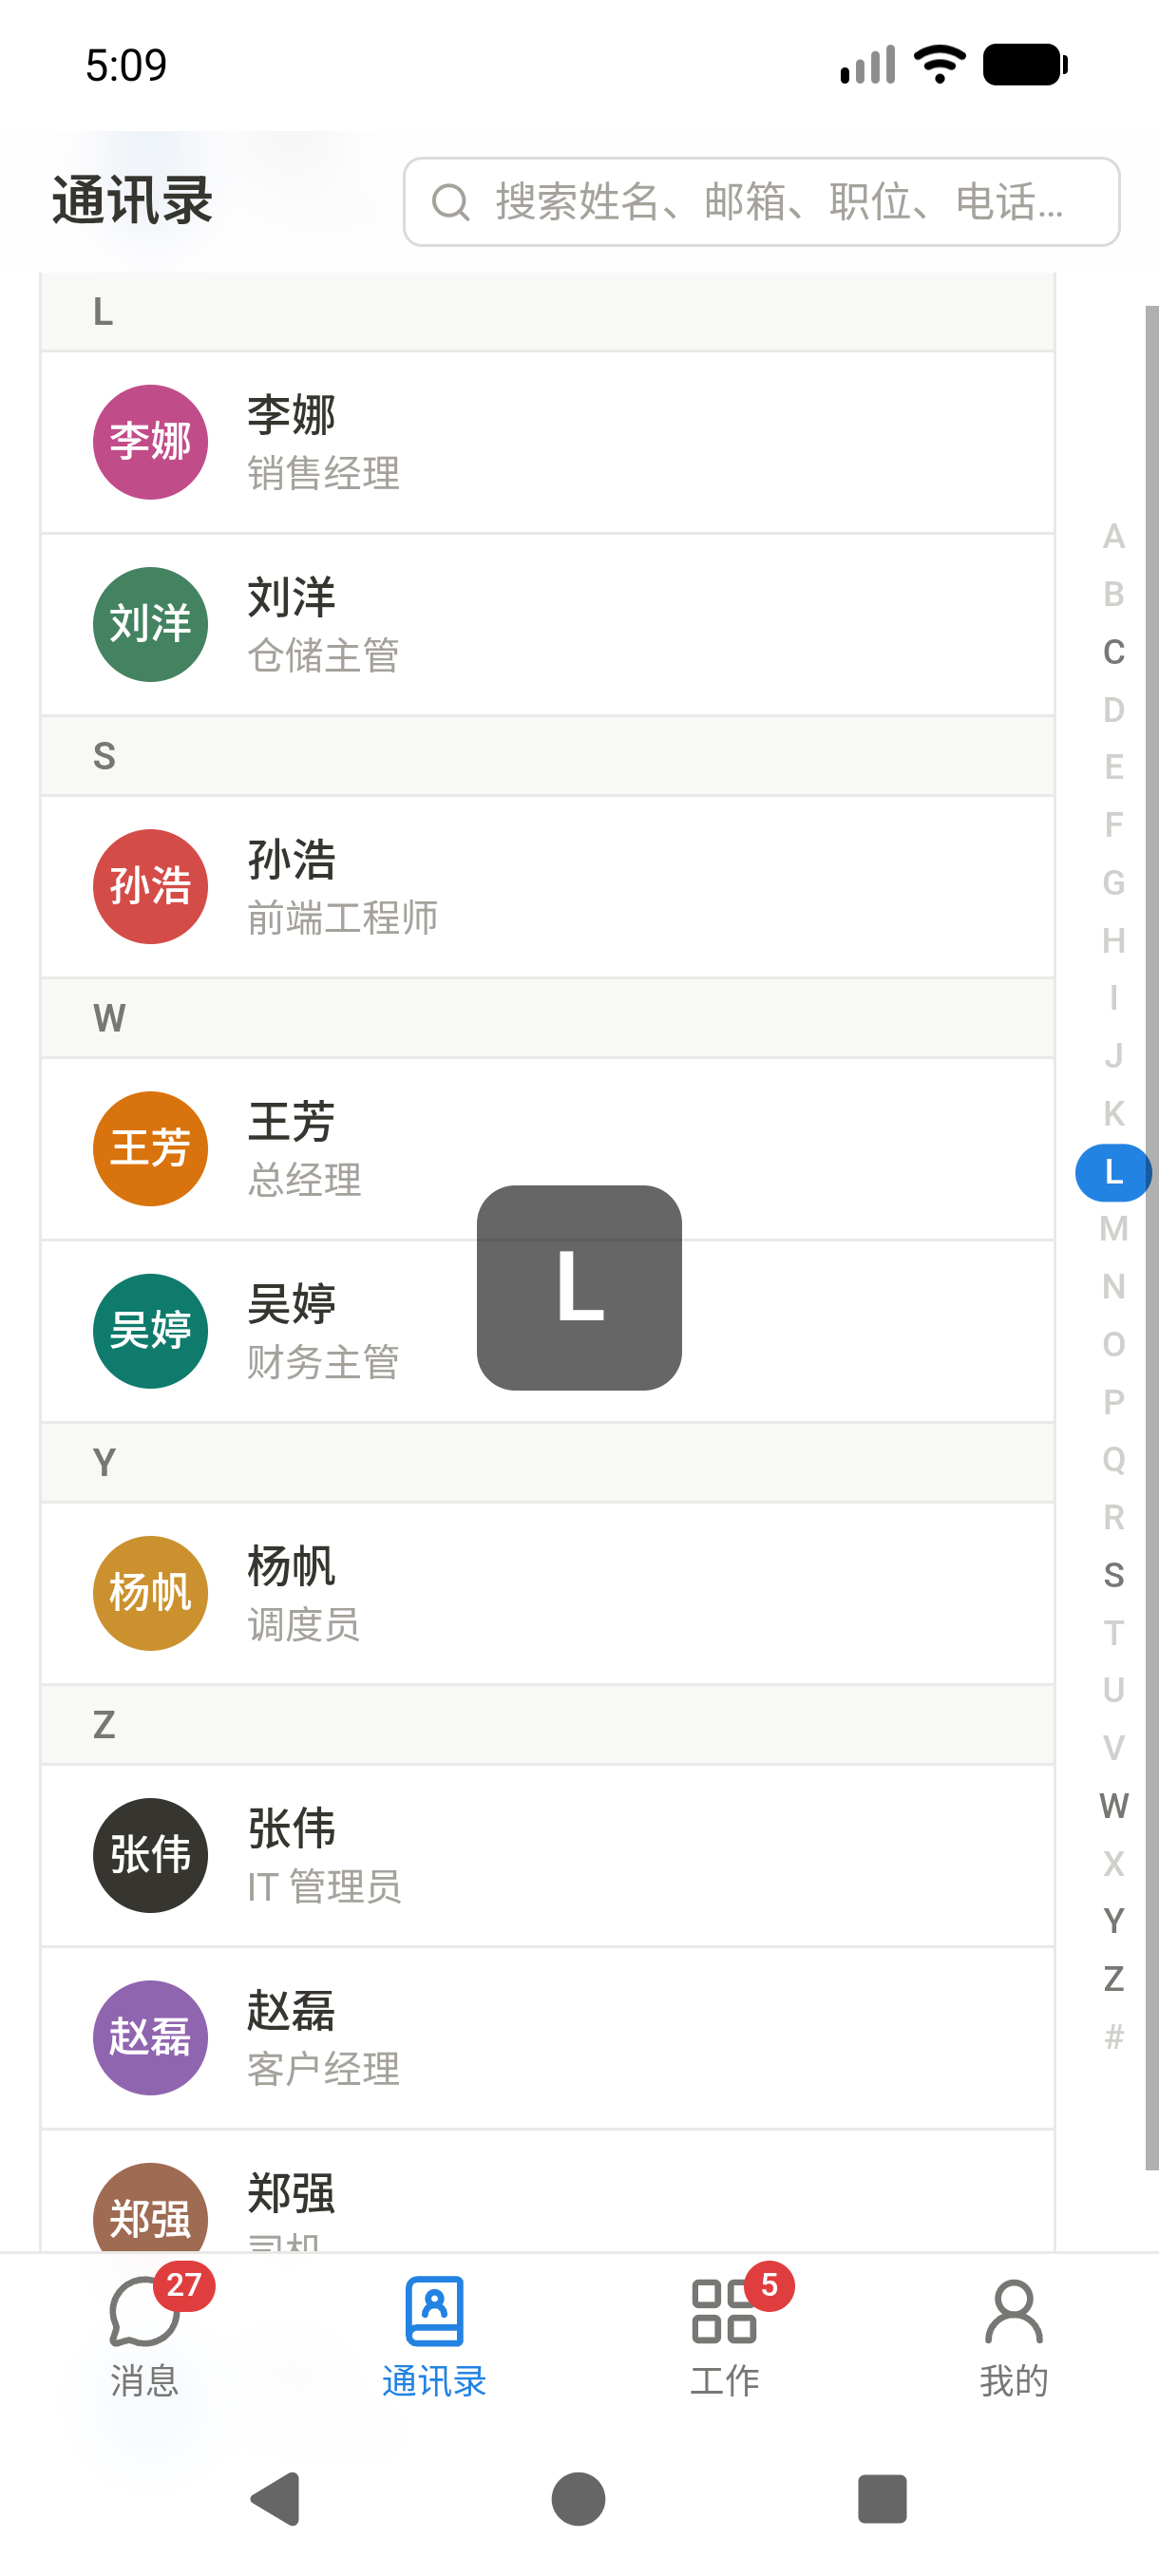 5:09
通讯录
搜索姓名、邮箱、职位、电话...
L
李娜
李娜
销售经理
刘洋
刘洋
仓储主管
S
孙浩
孙浩
前端工程师
W
王芳
王芳
总经理
吴婷
吴婷
财务主管
L
Y
杨帆
杨帆
调度员
Z
张伟
张伟
IT 管理员
赵磊
赵磊
客户经理
郑强
郑强
司机
A
B
C
D
E
F
G
H
I
J
K
L
M
N
O
P
Q
R
S
T
U
V
W
X
Y
Z
#
27
5
消息
通讯录
工作
我的